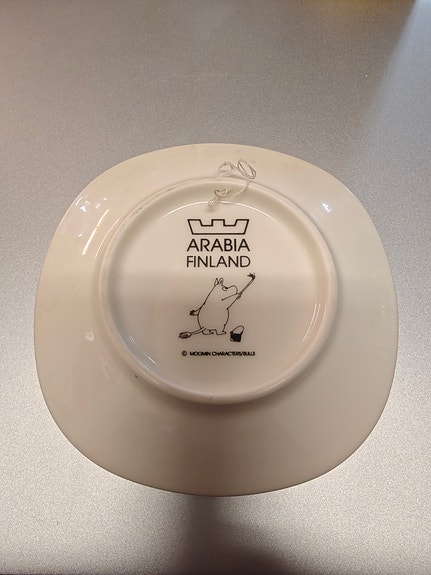 ARABIA
FINLAND
© MOOMIN CHARACTERS/BULLS